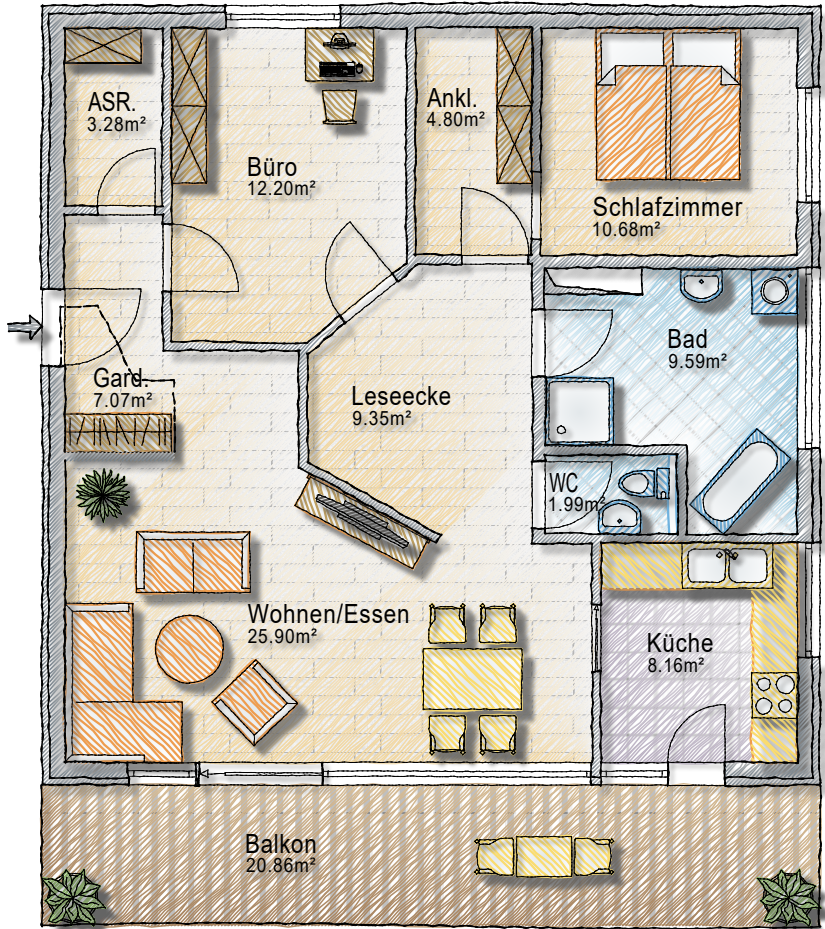 ASR.
3.28m²
Büro
12.20m²
Ankl.
4.80m²
Schlafzimmer
10.68m²
Gard.
7.07m²
Leseecke
9.35m²
Bad
9.59m²
WC
1.99m²
Wohnen/Essen
25.90m²
Küche
8.16m²
Balkon
20.86m²